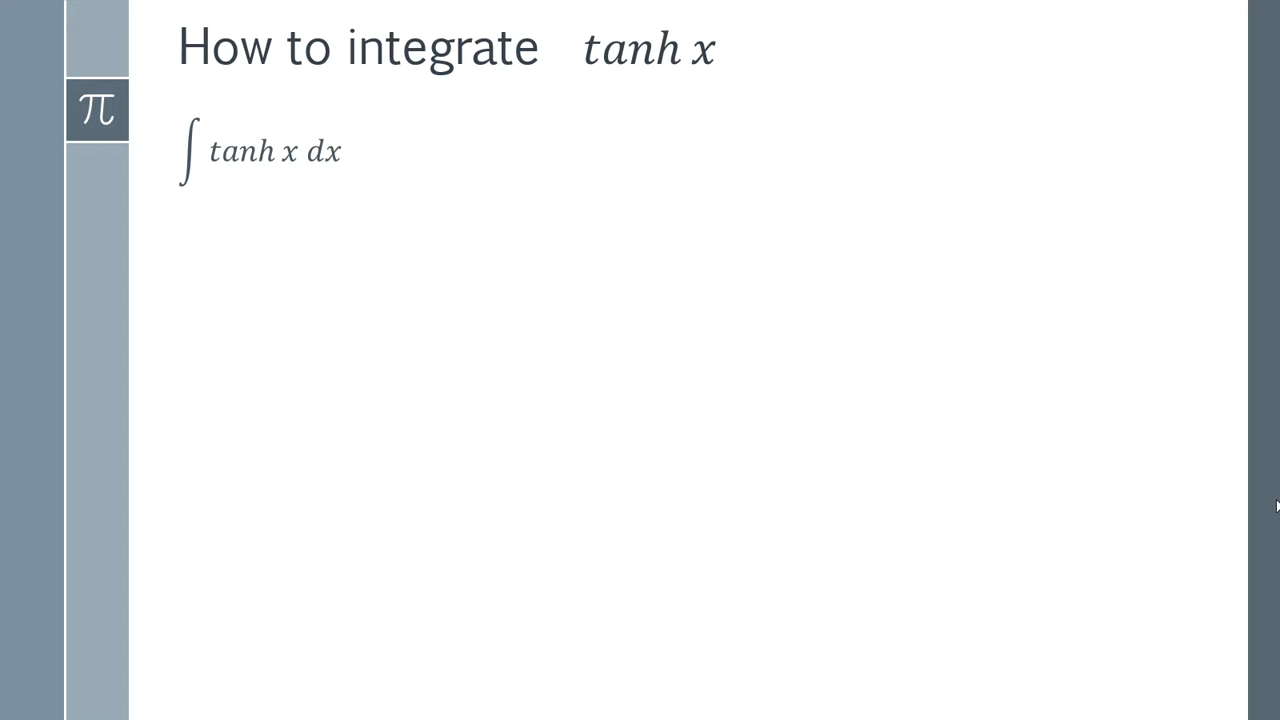 How to integrate tanh x
π
∫ tanh x dx